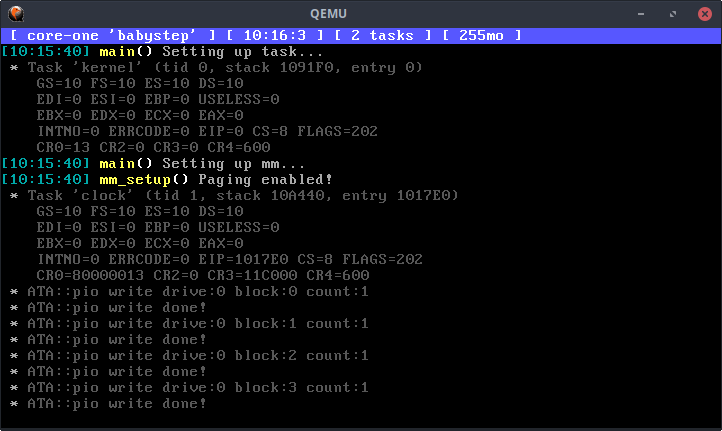 QEMU
[ core-one 'babystep' ] [ 10:16:3 ] [ 2 tasks ] [ 255mo ]
[10:15:40] main() Setting up task...
* Task 'kernel' (tid 0, stack 1091F0, entry 0)
GS=10 FS=10 ES=10 DS=10
EDI=0 ESI=0 EBP=0 USELESS=0
EBX=0 EDX=0 ECX=0 EAX=0
INTNO=0 ERRCODE=0 EIP=0 CS=8 FLAGS=202
CR0=13 CR2=0 CR3=0 CR4=600
[10:15:40] main() Setting up mm...
[10:15:40] mm_setup() Paging enabled!
* Task 'clock' (tid 1, stack 10A440, entry 1017E0)
GS=10 FS=10 ES=10 DS=10
EDI=0 ESI=0 EBP=0 USELESS=0
EBX=0 EDX=0 ECX=0 EAX=0
INTNO=0 ERRCODE=0 EIP=1017E0 CS=8 FLAGS=202
CR0=80000013 CR2=0 CR3=11C000 CR4=600
* ATA::pio write drive:0 block:0 count:1
* ATA::pio write done!
* ATA::pio write drive:0 block:1 count:1
* ATA::pio write done!
* ATA::pio write drive:0 block:2 count:1
* ATA::pio write done!
* ATA::pio write drive:0 block:3 count:1
* ATA::pio write done!